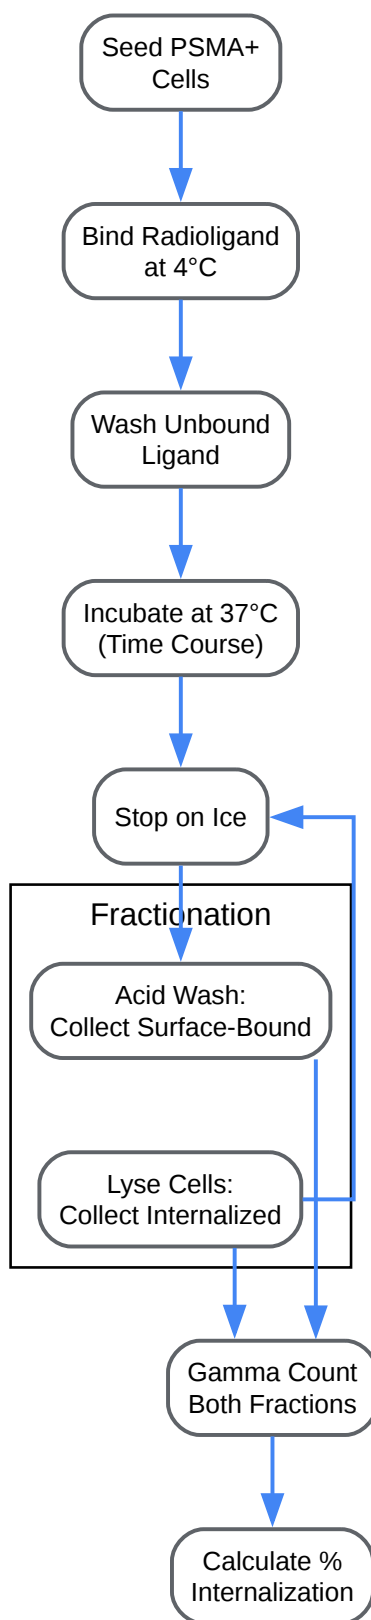 Seed PSMA+
Cells
Bind Radioligand
at 4°C
Wash Unbound
Ligand
Incubate at 37°C
(Time Course)
Stop on Ice
Fractionation
Acid Wash:
Collect Surface-Bound
Lyse Cells:
Collect Internalized
Gamma Count
Both Fractions
Calculate %
Internalization